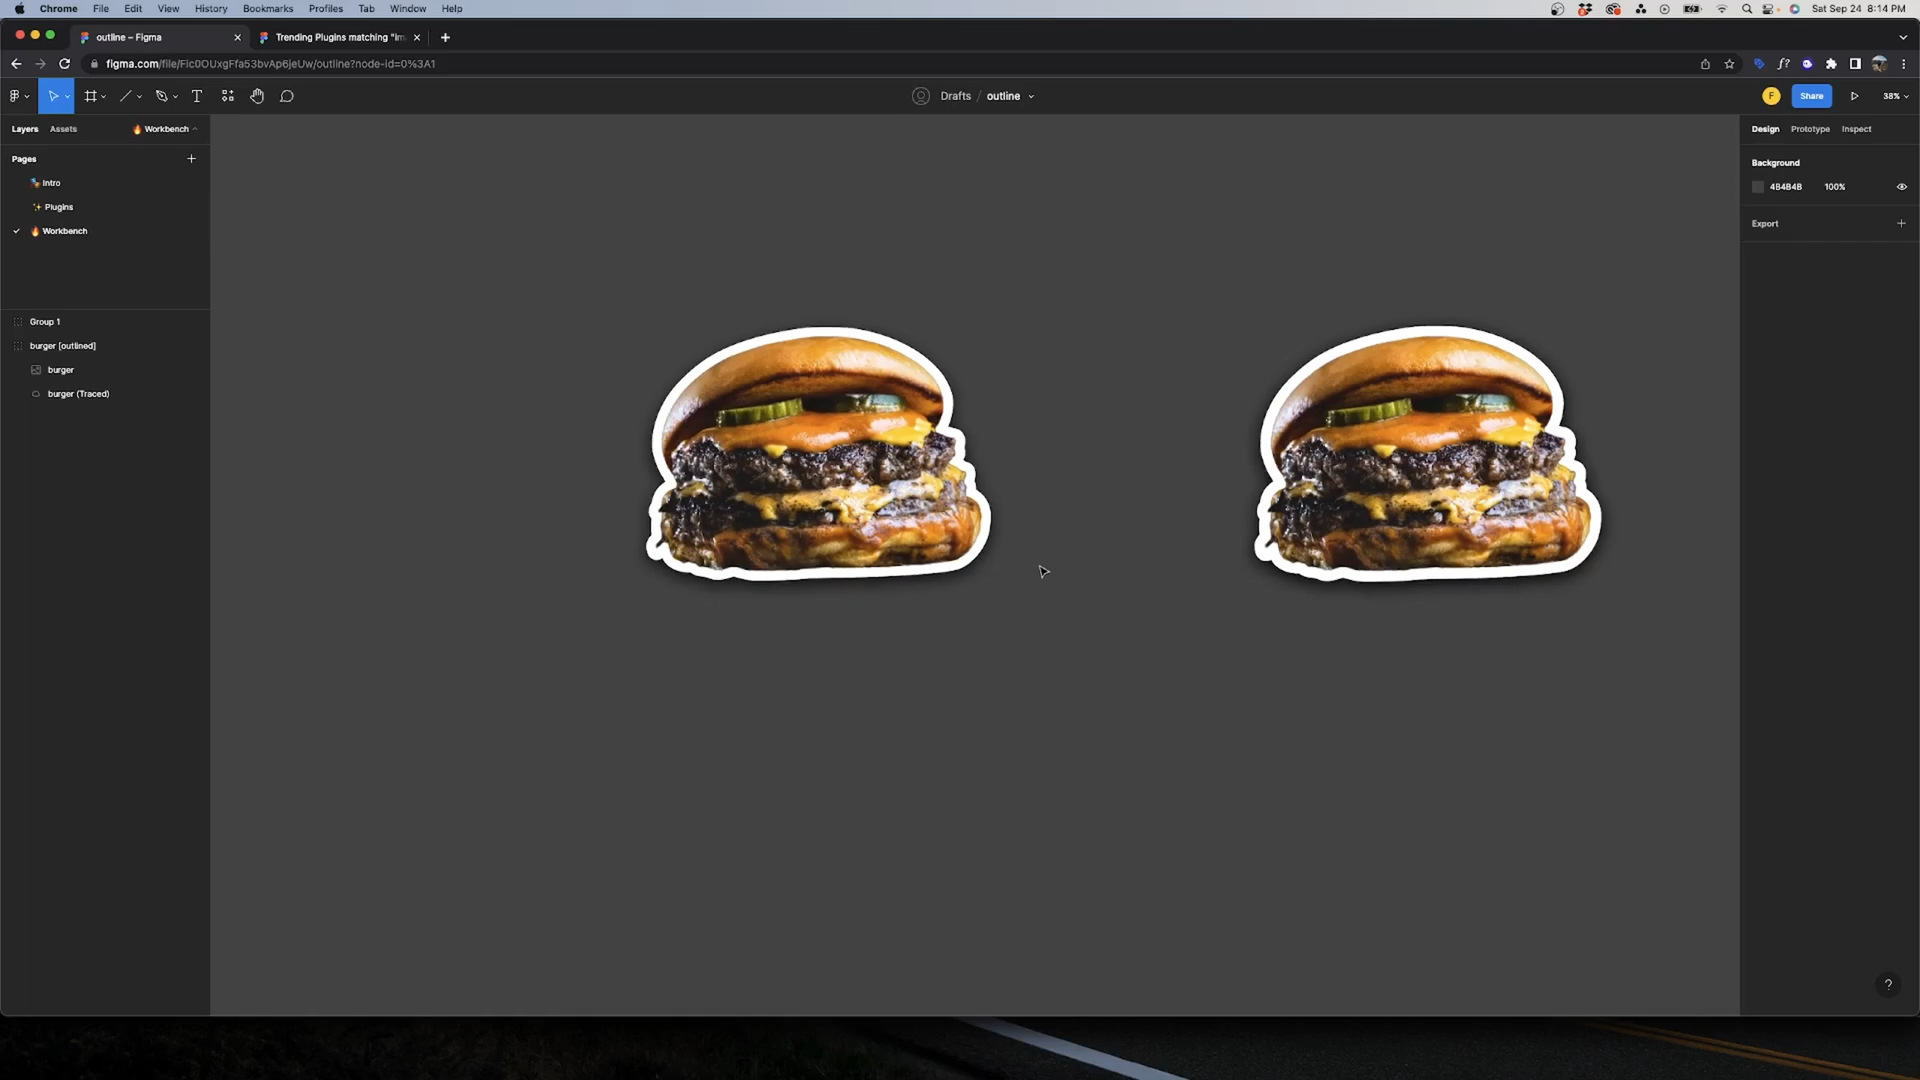 Chrome File Edit View History Bookmarks Profiles Tab Window Help Sat Sep 24 8:14 PM
outline – Figma Trending Plugins matching "im
figma.com/file/Fic0OUxgFfa53bvAp6jeUw/outline?node-id=0%3A1 f?
T Drafts / outline F Share 38%
Layers Assets 🔥 Workbench Design Prototype Inspect
Pages
Background
Intro
4B4B4B 100%
✨ Plugins
🔥 Workbench
Export
Group 1
burger [outlined]
burger
burger (Traced)
?